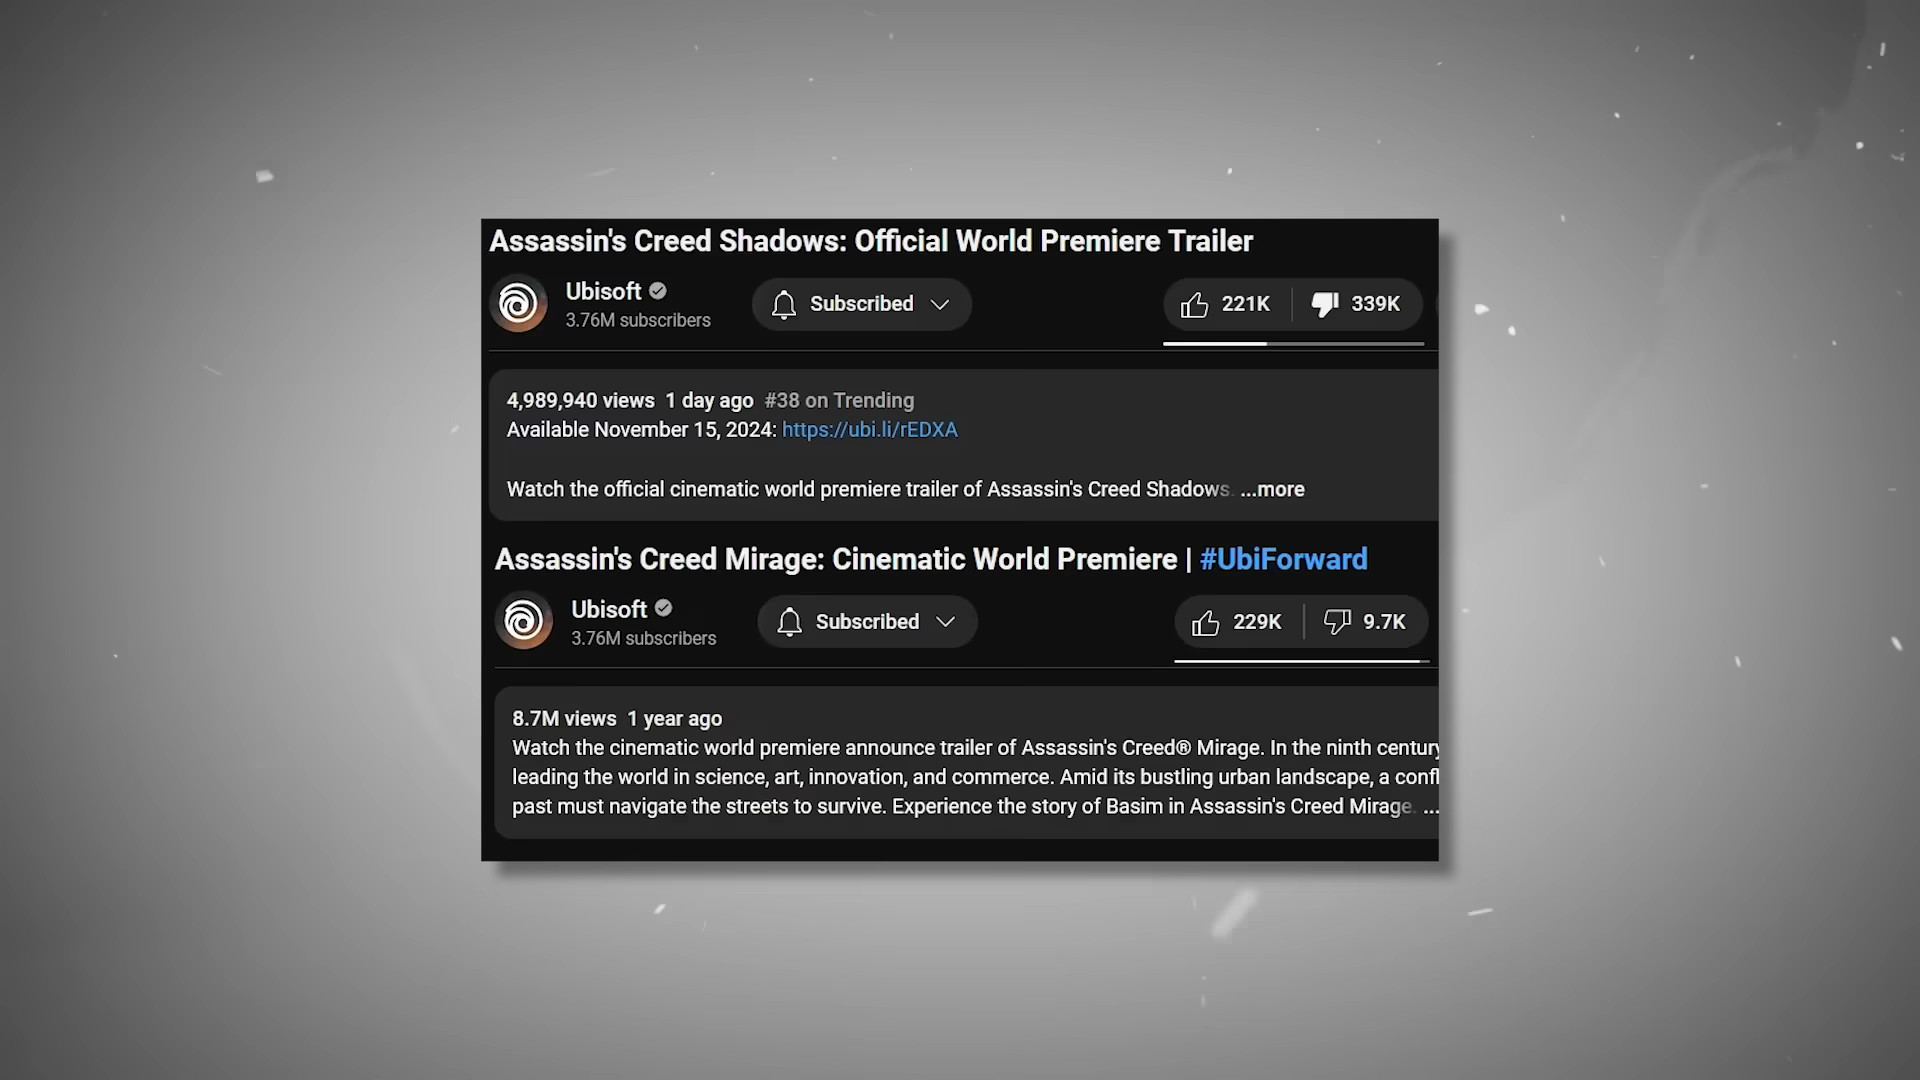 Assassin's Creed Shadows: Official World Premiere Trailer
Ubisoft
3.76M subscribers
Subscribed
221K
339K
4,989,940 views 1 day ago #38 on Trending
Available November 15, 2024: https://ubi.li/rEDXA
Watch the official cinematic world premiere trailer of Assassin's Creed Shadows. ...more
Assassin's Creed Mirage: Cinematic World Premiere | #UbiForward
Ubisoft
3.76M subscribers
Subscribed
229K
9.7K
8.7M views 1 year ago
Watch the cinematic world premiere announce trailer of Assassin's Creed® Mirage. In the ninth century
leading the world in science, art, innovation, and commerce. Amid its bustling urban landscape, a confl
past must navigate the streets to survive. Experience the story of Basim in Assassin's Creed Mirage. ...